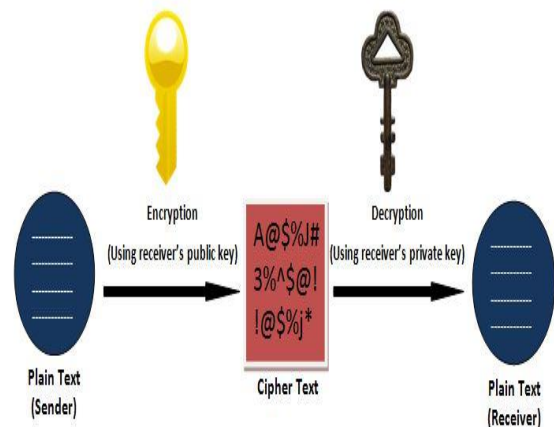 Encryption
(Using receiver's public key)
Decryption
(Using receiver's private key)
A@$%J#
3%^$@!
!@$%j*
Plain Text
(Sender)
Cipher Text
Plain Text
(Receiver)